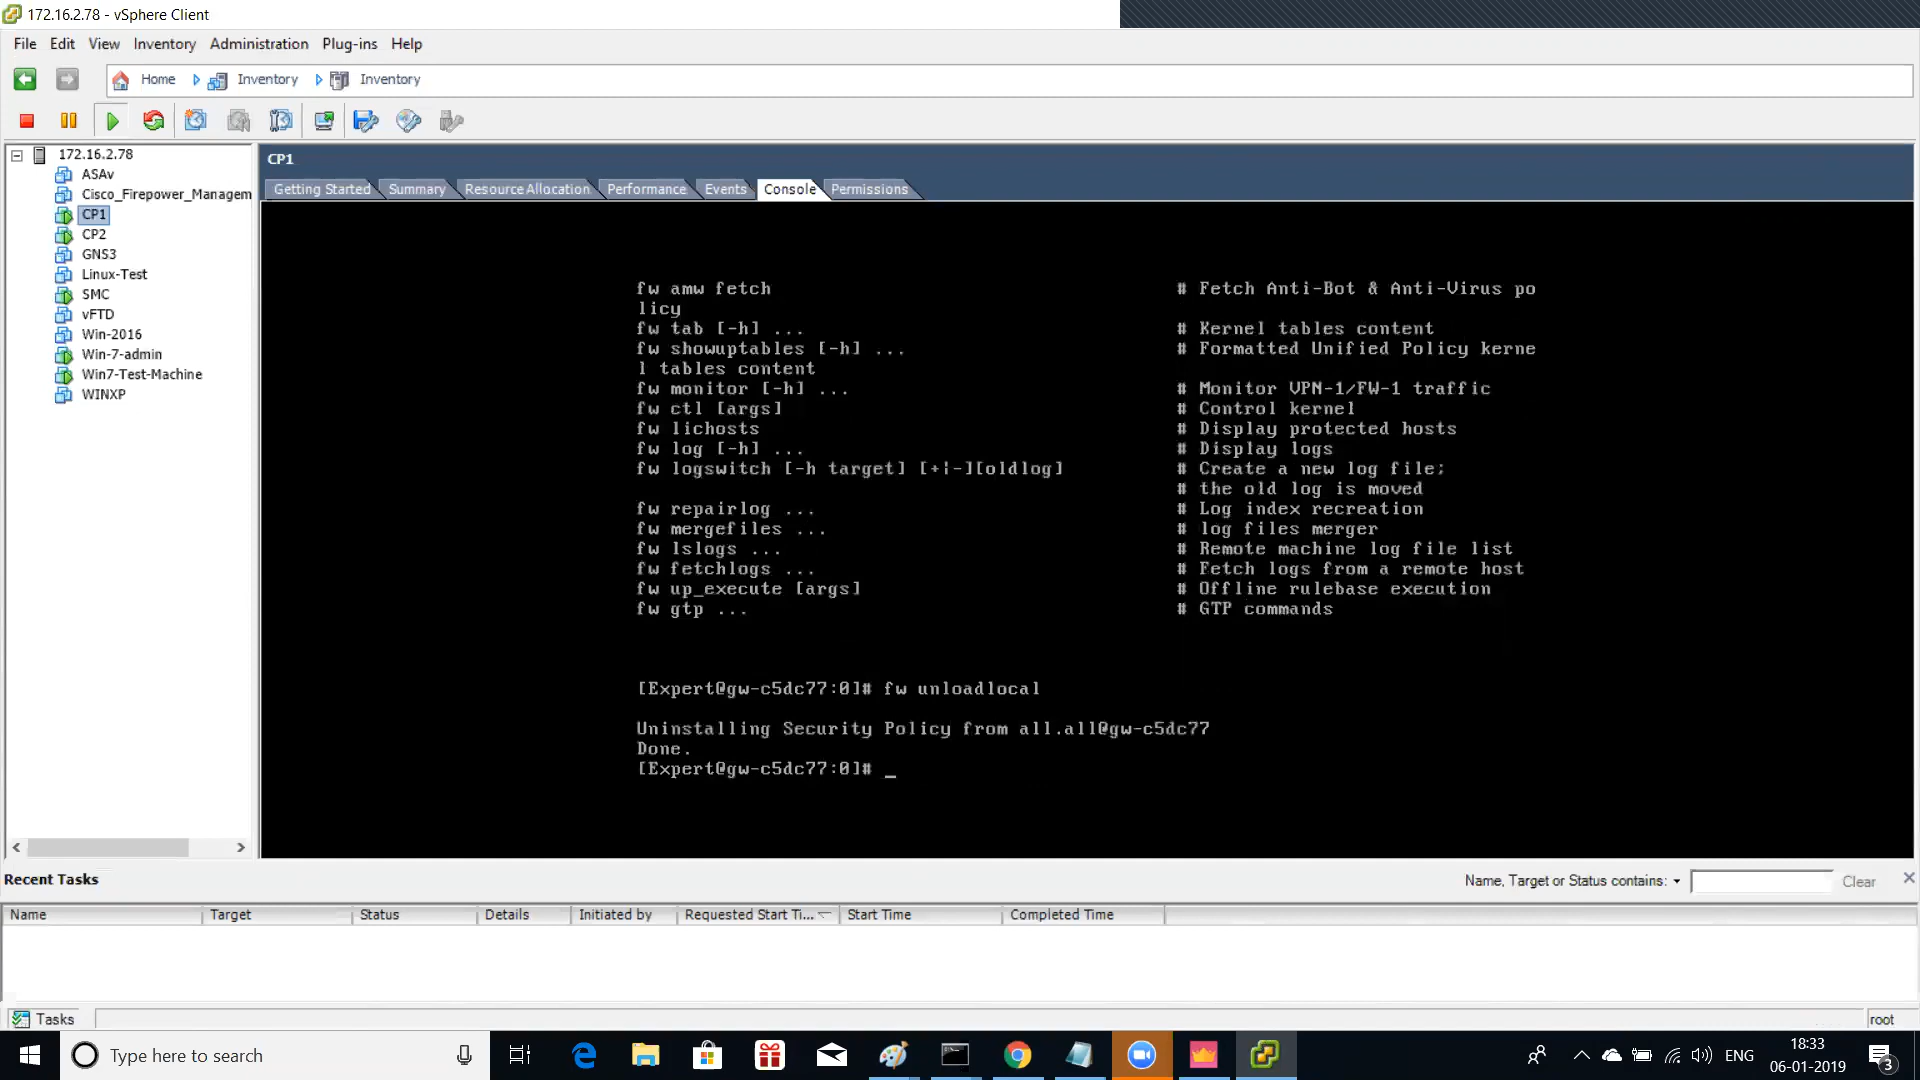 172.16.2.78 - vSphere Client
File Edit View Inventory Administration Plug-ins Help
Home Inventory Inventory
172.16.2.78
ASAv
Cisco_Firepower_Managem
CP1
CP2
GNS3
Linux-Test
SMC
vFTD
Win-2016
Win-7-admin
Win7-Test-Machine
WINXP
CP1
Getting Started Summary Resource Allocation Performance Events Console Permissions
fw amw fetch # Fetch Anti-Bot & Anti-Virus po
licy
fw tab [-h] ... # Kernel tables content
fw showuptables [-h] ... # Formatted Unified Policy kerne
l tables content
fw monitor [-h] ... # Monitor VPN-1/FW-1 traffic
fw ctl [args] # Control kernel
fw lichosts # Display protected hosts
fw log [-h] ... # Display logs
fw logswitch [-h target] [+|-][oldlog] # Create a new log file;
# the old log is moved
fw repairlog ... # Log index recreation
fw mergefiles ... # log files merger
fw lslogs ... # Remote machine log file list
fw fetchlogs ... # Fetch logs from a remote host
fw up_execute [args] # Offline rulebase execution
fw gtp ... # GTP commands
[Expert@gw-c5dc77:0]# fw unloadlocal
Uninstalling Security Policy from all.all@gw-c5dc77
Done.
[Expert@gw-c5dc77:0]# _
Recent Tasks
Name, Target or Status contains: Clear
Name Target Status Details Initiated by Requested Start Ti... Start Time Completed Time
Tasks
root
Type here to search
ENG
18:33
06-01-2019
3